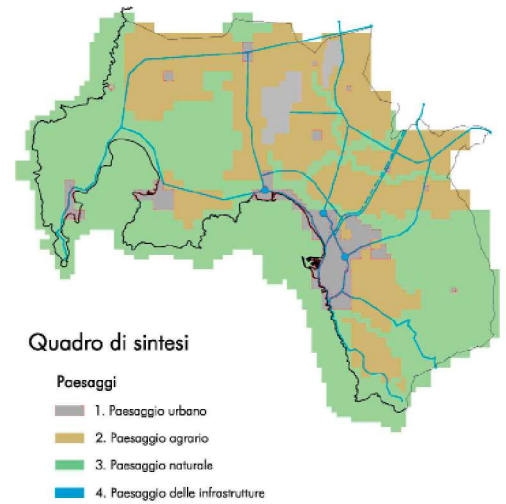 Quadro di sintesi
Paesaggi
1. Paesaggio urbano
2. Paesaggio agrario
3. Paesaggio naturale
4. Paesaggio delle infrastrutture